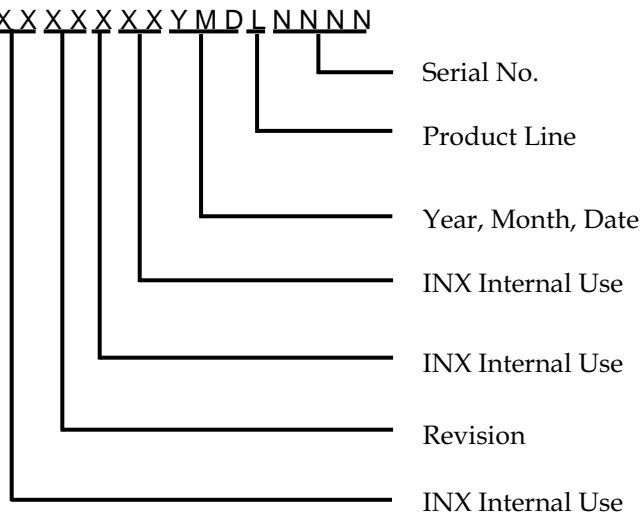 X X X X X X X Y M D L N N N N
Serial No.
Product Line
Year, Month, Date
INX Internal Use
INX Internal Use
Revision
INX Internal Use